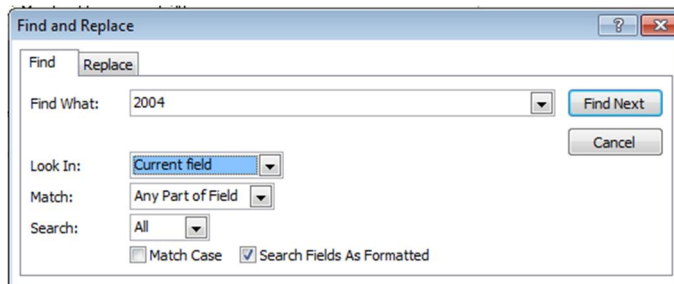 Find and Replace
Find Replace
Find What: 2004 Find Next
Cancel
Look In: Current field
Match: Any Part of Field
Search: All
Match Case Search Fields As Formatted